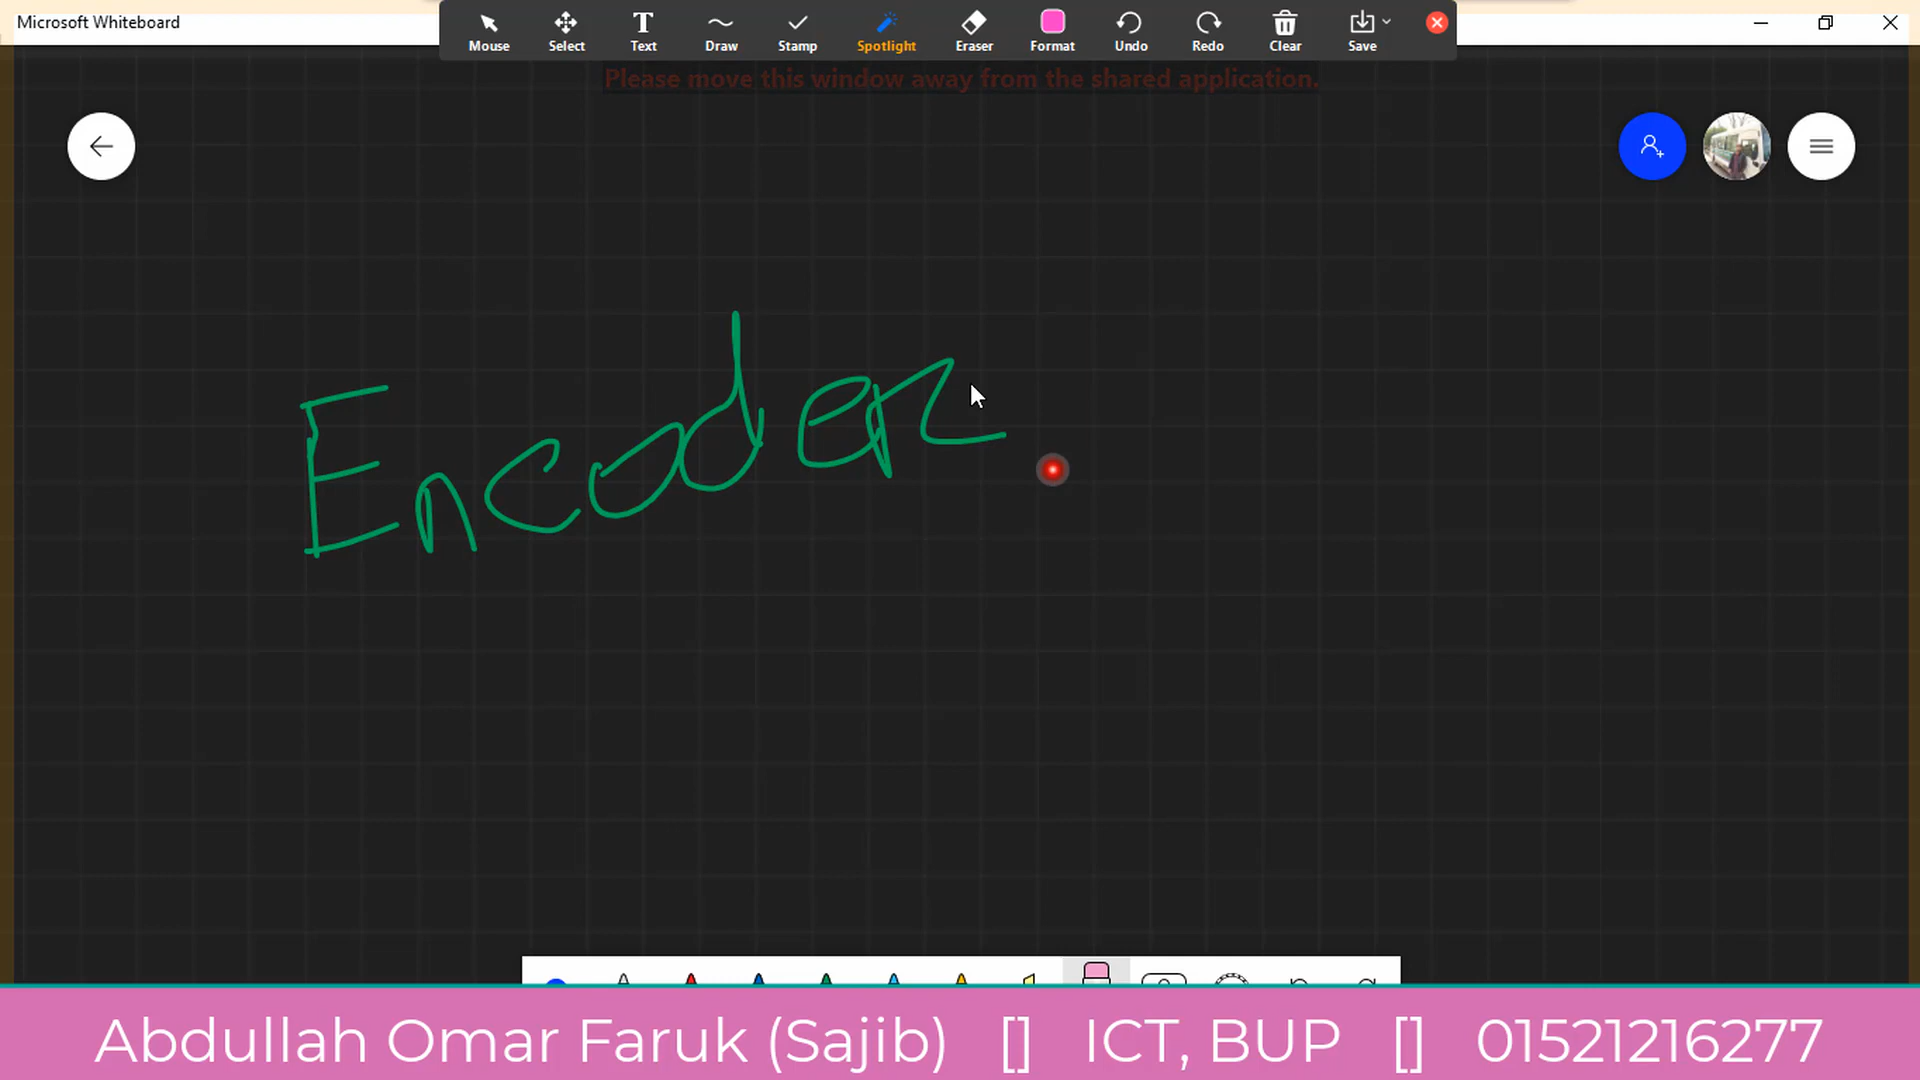 Microsoft Whiteboard
Mouse Select Text Draw Stamp Spotlight Eraser Format Undo Redo Clear Save
Please move this window away from the shared application.
Encoder
Abdullah Omar Faruk (Sajib) [] ICT, BUP [] 01521216277